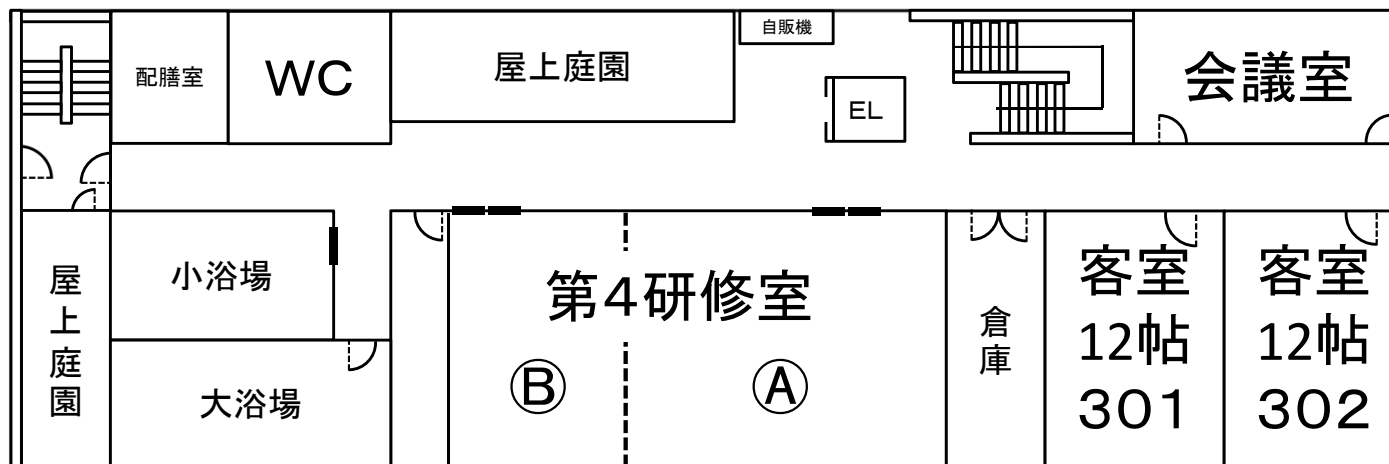 配膳室
WC
屋上庭園
自販機
EL
会議室
屋上庭園
小浴場
大浴場
第4研修室
Ⓑ
Ⓐ
倉庫
客室
12帖
301
客室
12帖
302